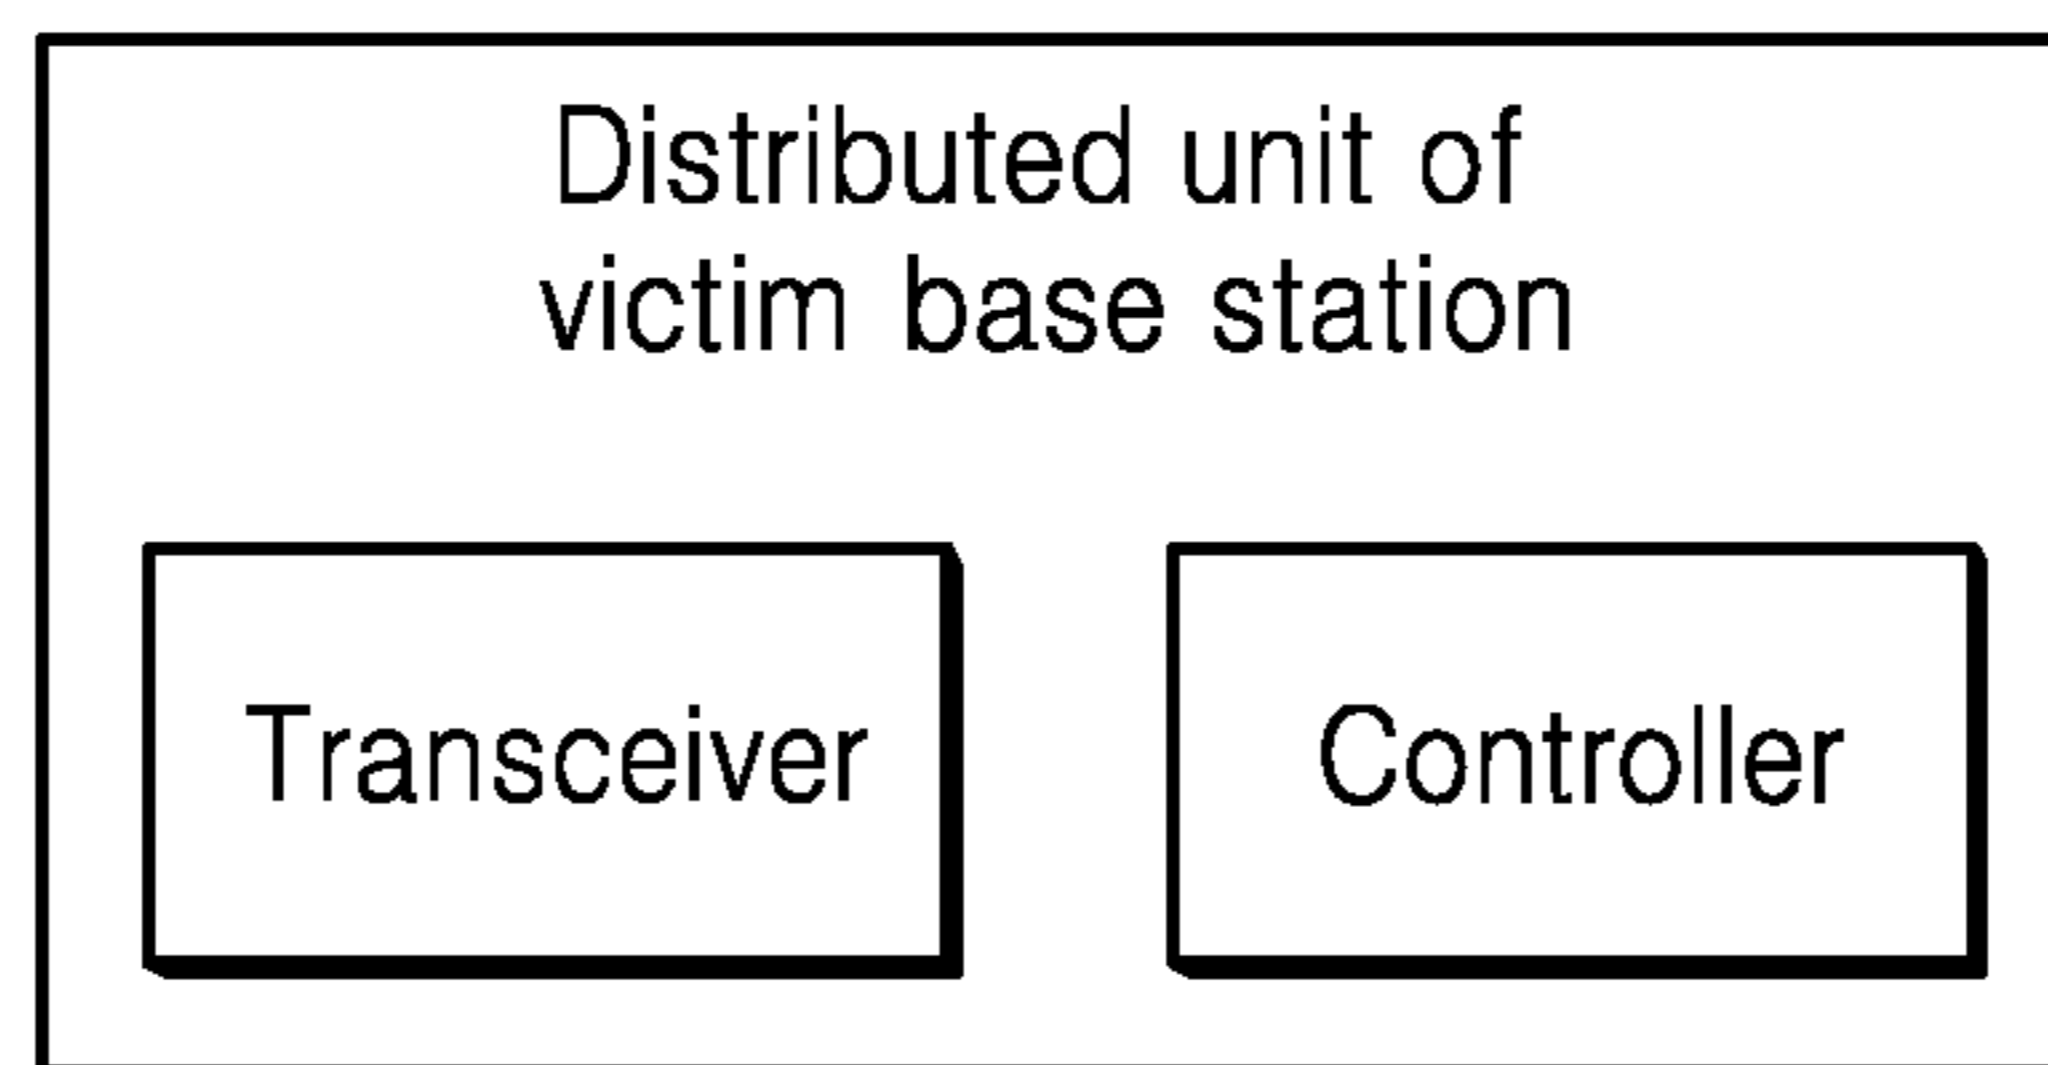 Distributed unit of
victim base station
Transceiver
Controller